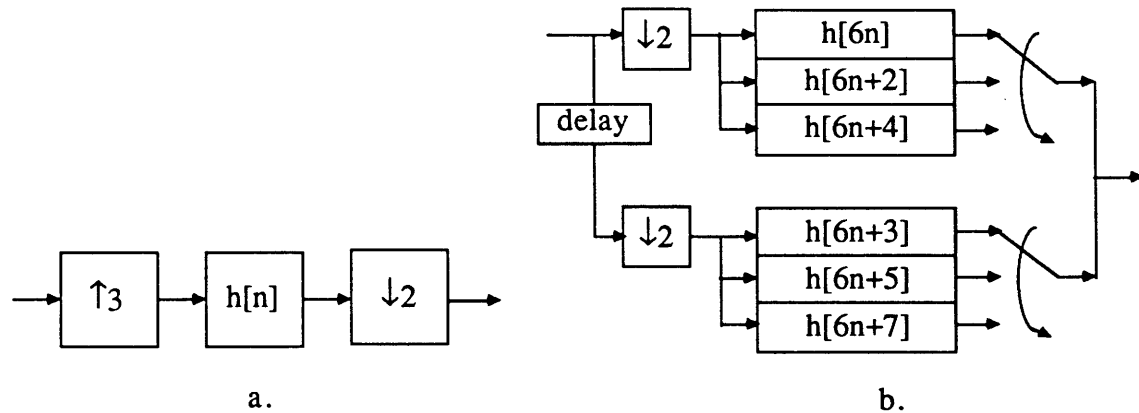 ↑3
h[n]
↓2
a.
↓2
h[6n]
h[6n+2]
h[6n+4]
delay
↓2
h[6n+3]
h[6n+5]
h[6n+7]
b.